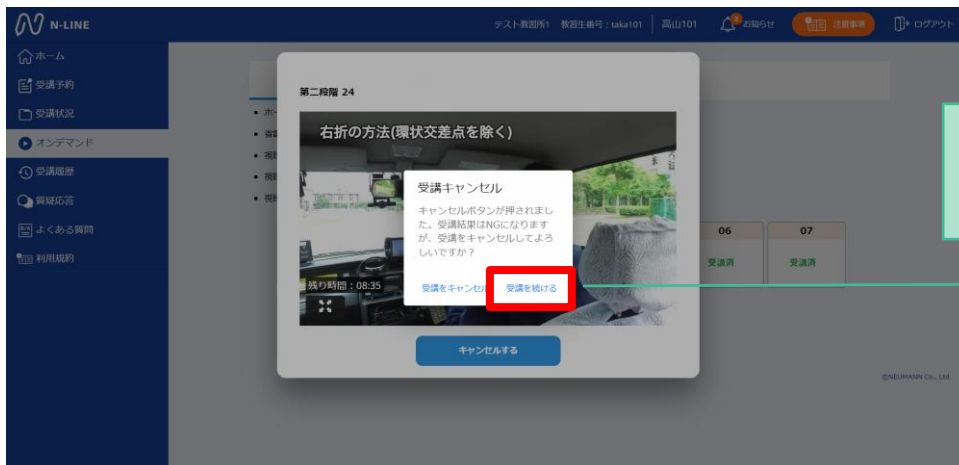 N-LINE
テスト教習所1 教習生番号：taka101 高山101
お知らせ
注意事項
ログアウト
ホーム
受講予約
受講状況
オンデマンド
受講履歴
質疑応答
よくある質問
利用規約
第二段階 24
右折の方法(環状交差点を除く)
受講キャンセル
キャンセルボタンが押されまし
た。受講結果はNGになります
が、受講をキャンセルしてよろ
しいですか？
受講をキャンセル
受講を続ける
残り時間：08:35
キャンセルする
06
07
受講済
受講済
©NEUMANN Co., Ltd.